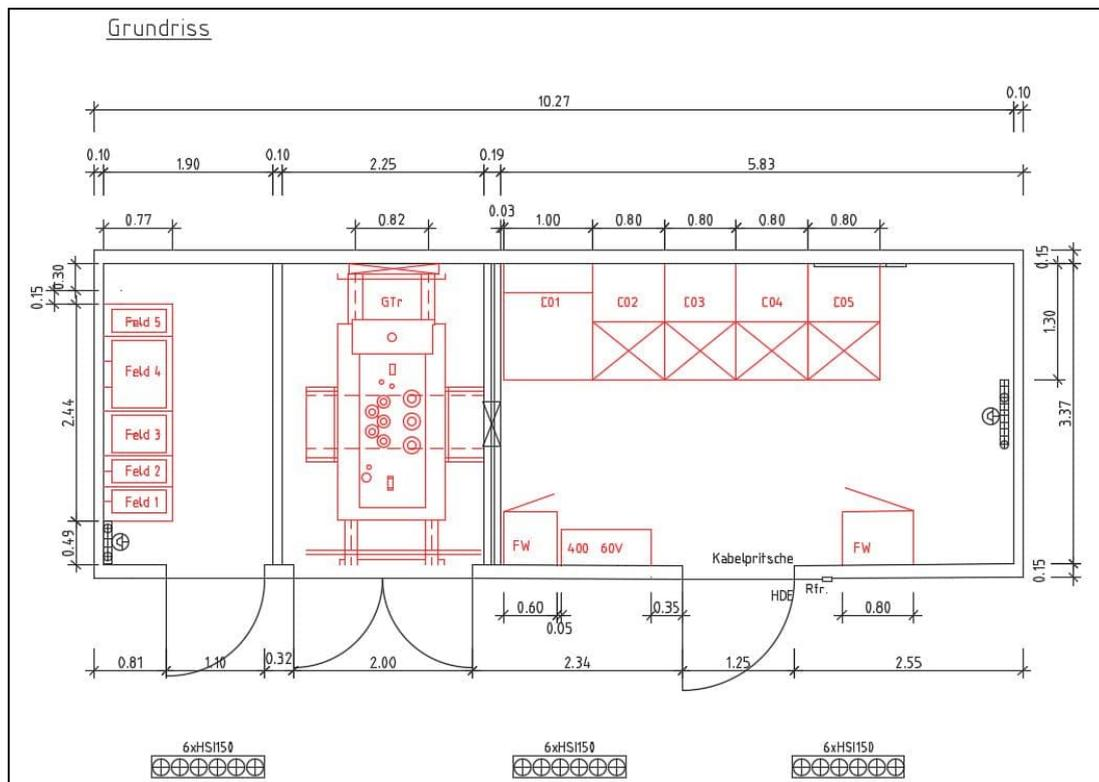 Grundriss
10.27 0.10
0.10 1.90 0.10 2.25 0.19 5.83
0.77 0.82 0.03 1.00 0.80 0.80 0.80 0.80
0.15 0.30 2.44 0.49
Feld 5
Feld 4
Feld 3
Feld 2
Feld 1
GTr
C01 C02 C03 C04 C05
0.15 1.30 3.37 0.15
FW 400 60V Kabelpritsche FW
HDE Rfr.
0.60 0.05 0.35 0.80
0.81 1.10 0.32 2.00 2.34 1.25 2.55
6xHSI150 6xHSI150 6xHSI150